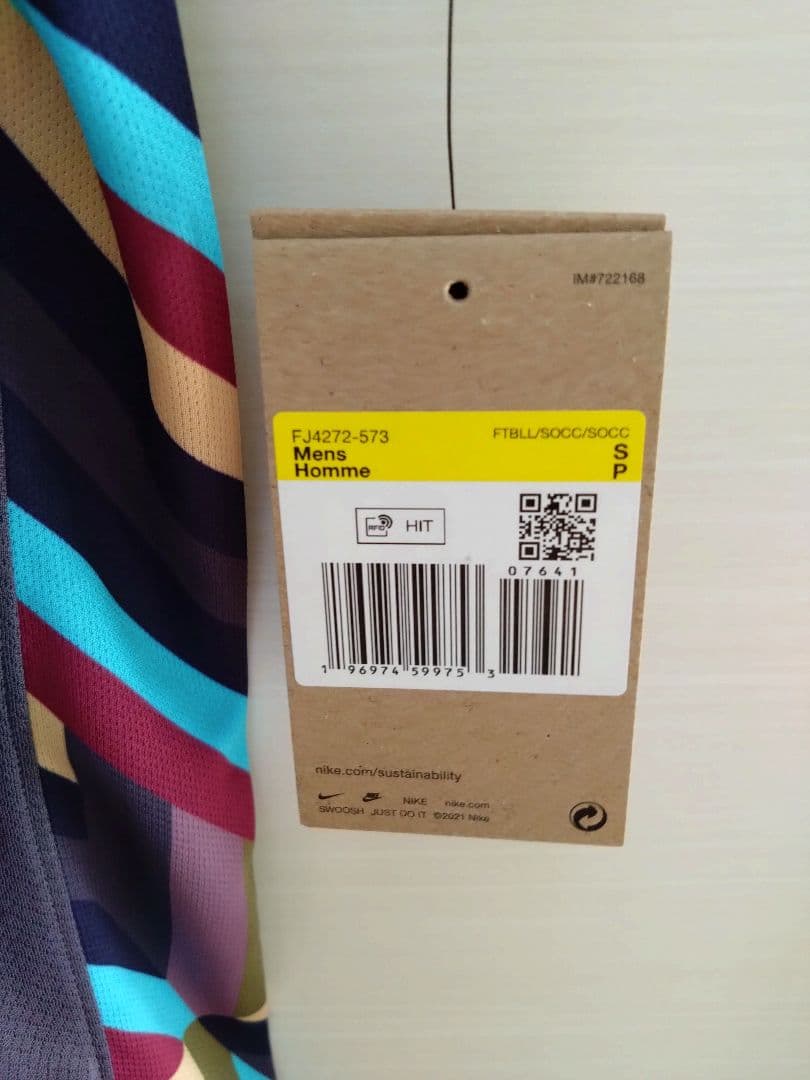 IM#722168
FJ4272-573 FTBLL/SOCC/SOCC
Mens S
Homme P
RFID HIT
07641
1 96974 59975 3
nike.com/sustainability
NIKE nike.com
SWOOSH JUST DO IT ©2021 Nike